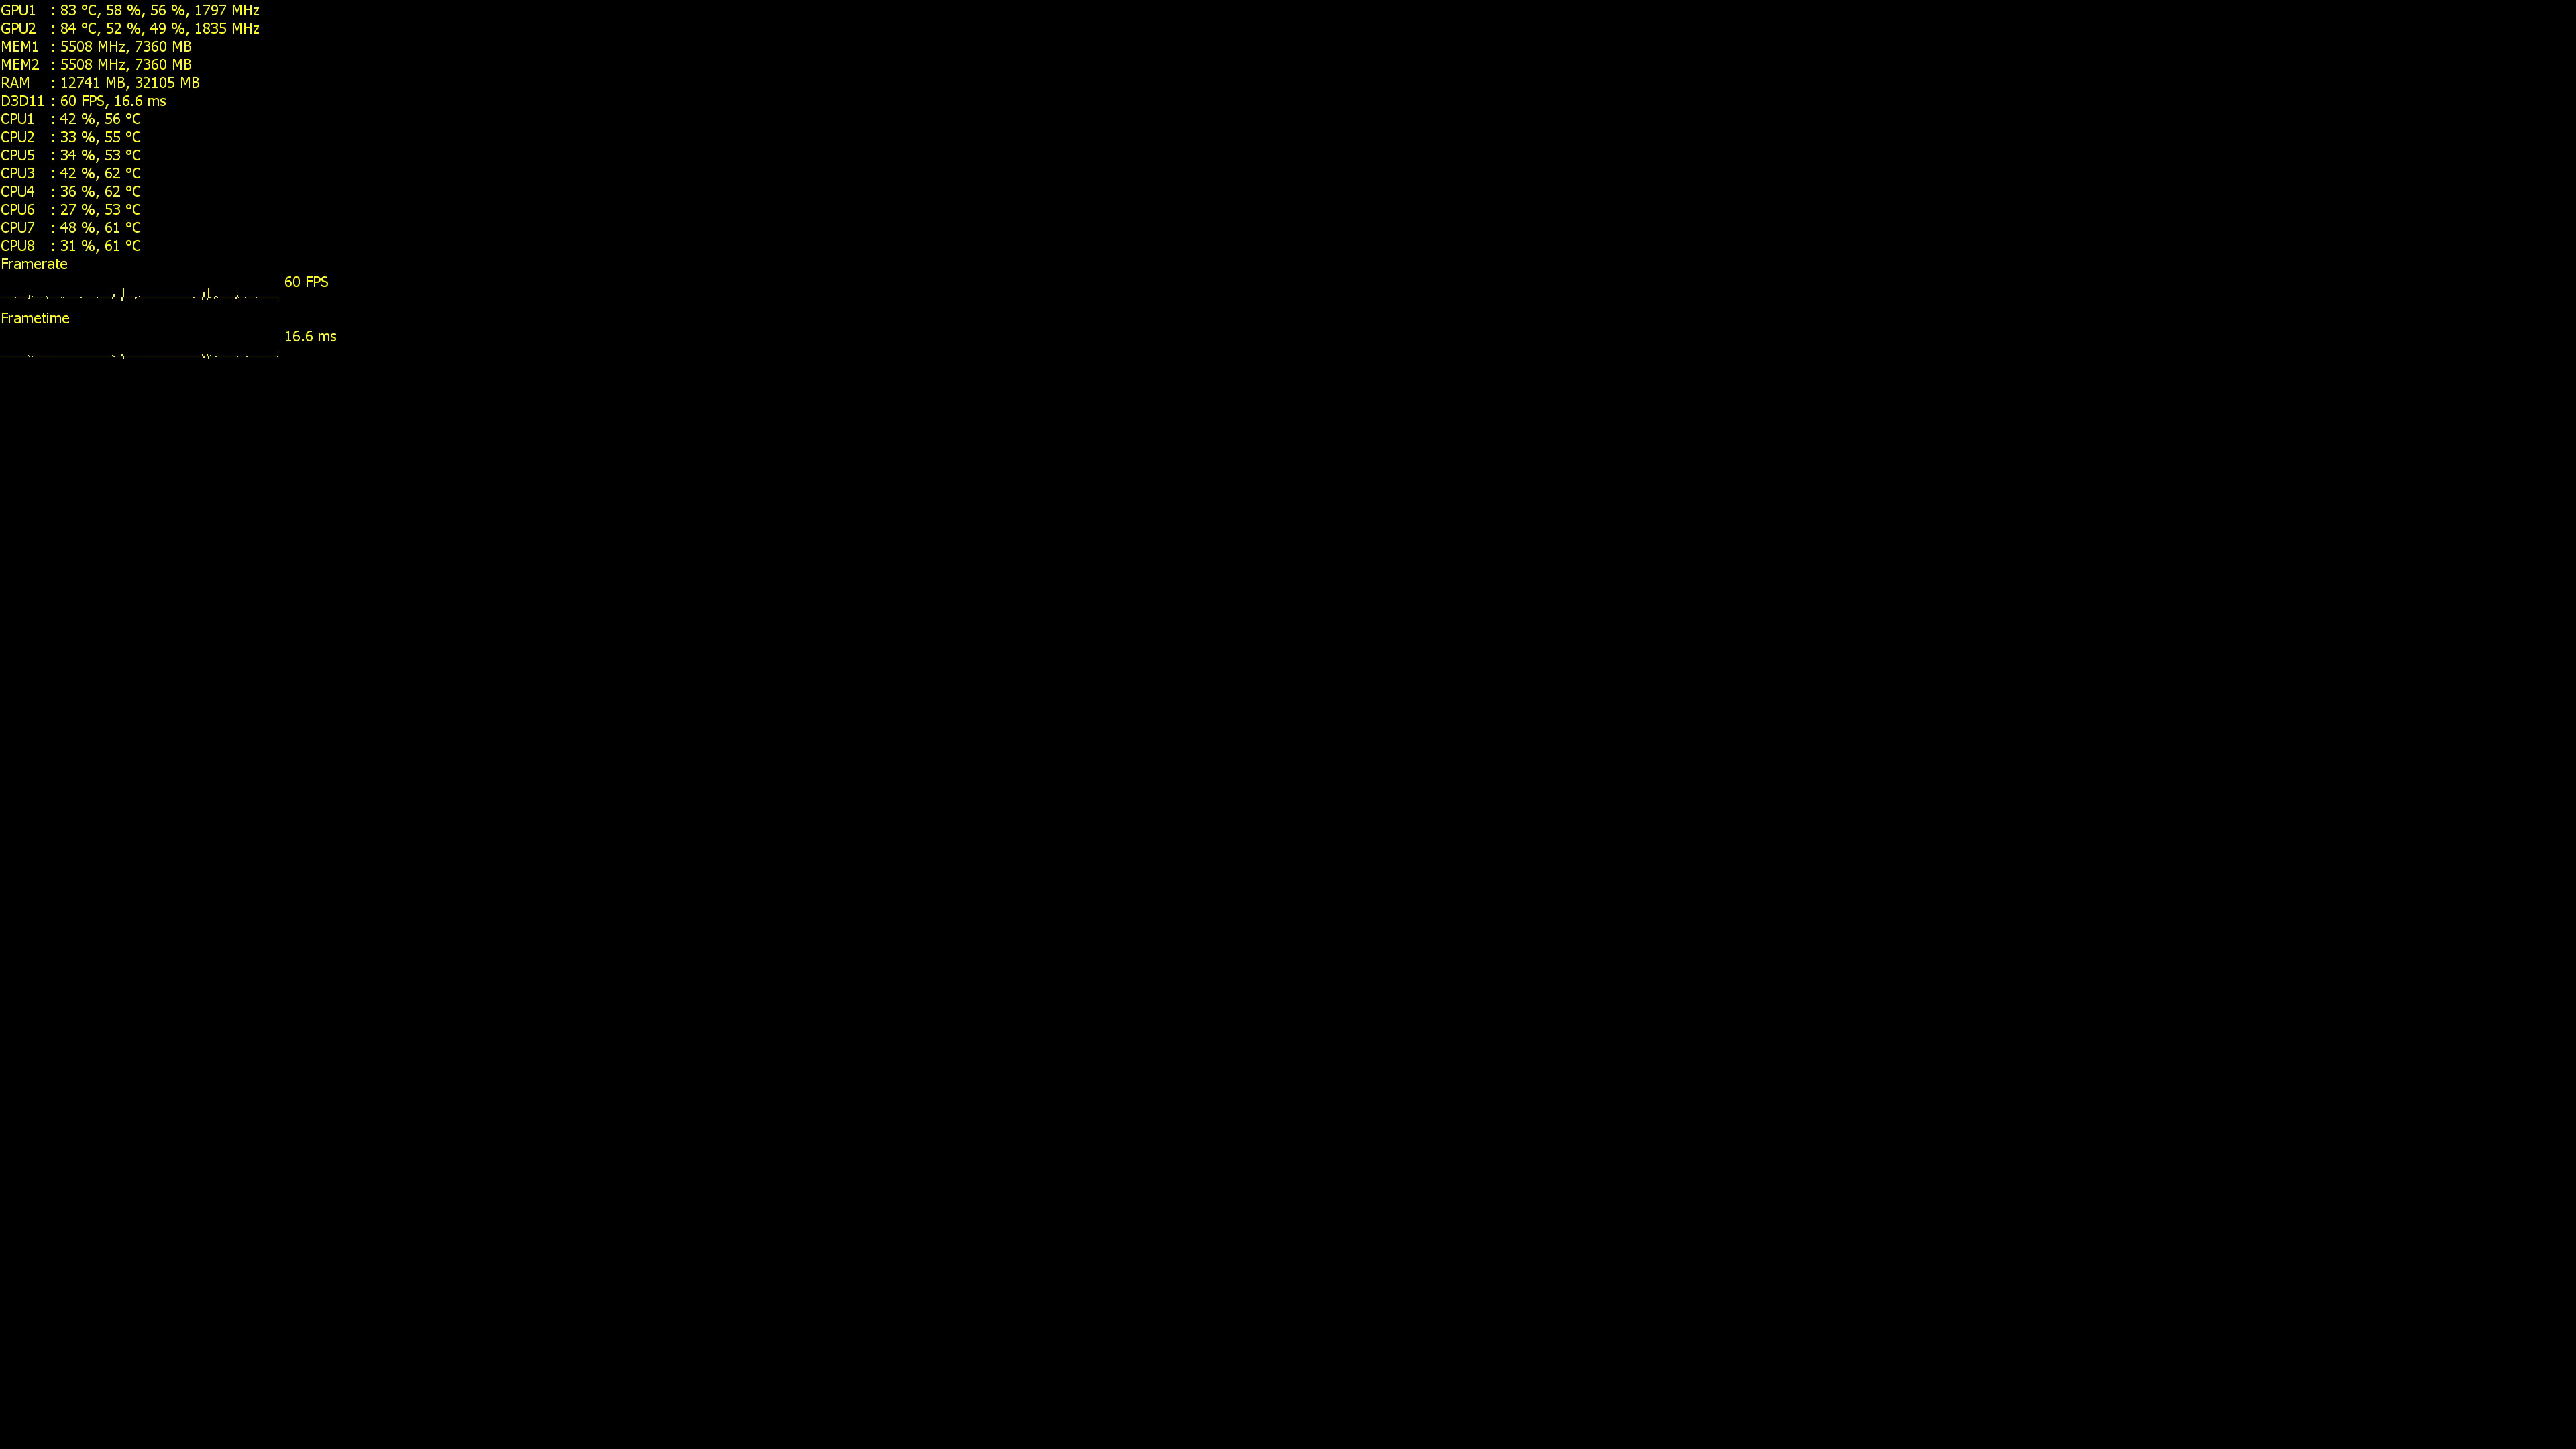 GPU1 : 83 °C, 58 %, 56 %, 1797 MHz
GPU2 : 84 °C, 52 %, 49 %, 1835 MHz
MEM1 : 5508 MHz, 7360 MB
MEM2 : 5508 MHz, 7360 MB
RAM : 12741 MB, 32105 MB
D3D11 : 60 FPS, 16.6 ms
CPU1 : 42 %, 56 °C
CPU2 : 33 %, 55 °C
CPU5 : 34 %, 53 °C
CPU3 : 42 %, 62 °C
CPU4 : 36 %, 62 °C
CPU6 : 27 %, 53 °C
CPU7 : 48 %, 61 °C
CPU8 : 31 %, 61 °C
Framerate
60 FPS
Frametime
16.6 ms